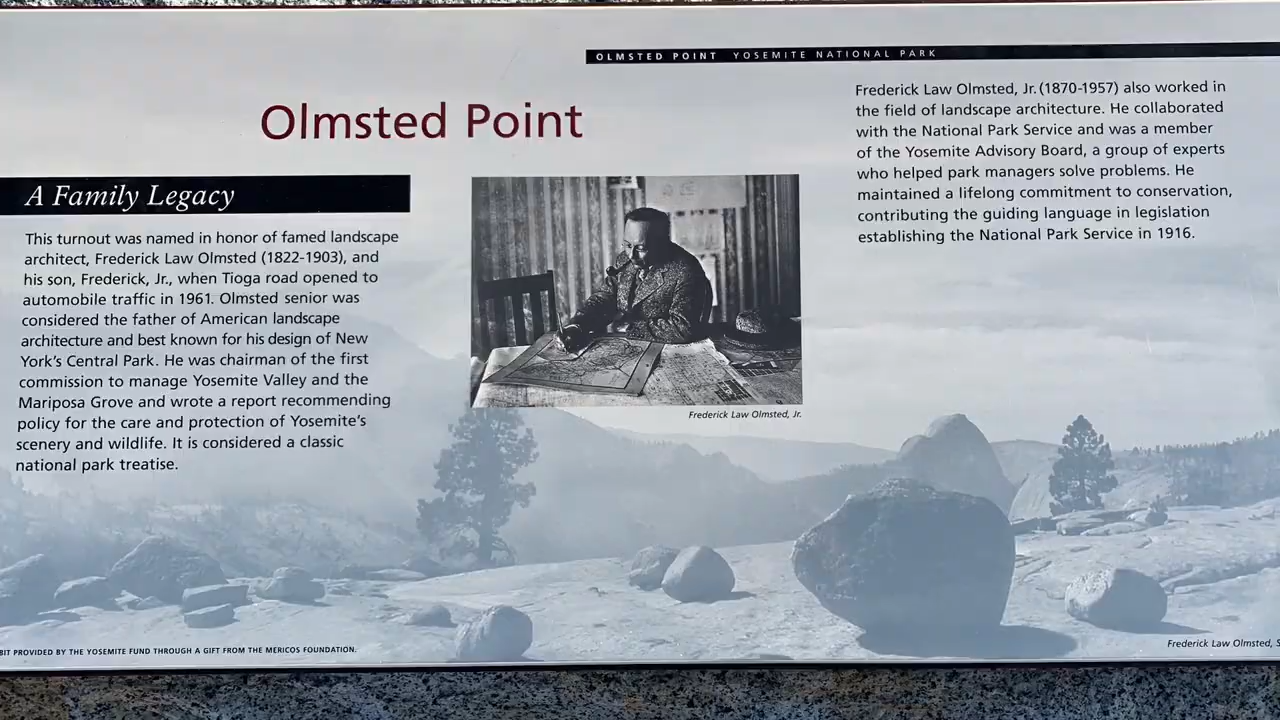 OLMSTED POINT YOSEMITE NATIONAL PARK
Olmsted Point
A Family Legacy
This turnout was named in honor of famed landscape
architect, Frederick Law Olmsted (1822-1903), and
his son, Frederick, Jr., when Tioga road opened to
automobile traffic in 1961. Olmsted senior was
considered the father of American landscape
architecture and best known for his design of New
York's Central Park. He was chairman of the first
commission to manage Yosemite Valley and the
Mariposa Grove and wrote a report recommending
policy for the care and protection of Yosemite's
scenery and wildlife. It is considered a classic
national park treatise.
Frederick Law Olmsted, Jr.
Frederick Law Olmsted, Jr. (1870-1957) also worked in
the field of landscape architecture. He collaborated
with the National Park Service and was a member
of the Yosemite Advisory Board, a group of experts
who helped park managers solve problems. He
maintained a lifelong commitment to conservation,
contributing the guiding language in legislation
establishing the National Park Service in 1916.
BIT PROVIDED BY THE YOSEMITE FUND THROUGH A GIFT FROM THE MERICOS FOUNDATION.
Frederick Law Olmsted, S